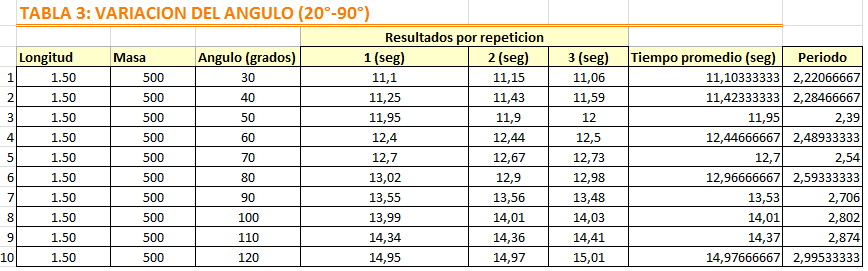 TABLA 3: VARIACION DEL ANGULO (20°-90°)
Resultados por repeticion
Longitud Masa Angulo (grados) 1 (seg) 2 (seg) 3 (seg) Tiempo promedio (seg) Periodo
1 1.50 500 30 11,1 11,15 11,06 11,10333333 2,22066667
2 1.50 500 40 11,25 11,43 11,59 11,42333333 2,28466667
3 1.50 500 50 11,95 11,9 12 11,95 2,39
4 1.50 500 60 12,4 12,44 12,5 12,44666667 2,48933333
5 1.50 500 70 12,7 12,67 12,73 12,7 2,54
6 1.50 500 80 13,02 12,9 12,98 12,96666667 2,59333333
7 1.50 500 90 13,55 13,56 13,48 13,53 2,706
8 1.50 500 100 13,99 14,01 14,03 14,01 2,802
9 1.50 500 110 14,34 14,36 14,41 14,37 2,874
10 1.50 500 120 14,95 14,97 15,01 14,97666667 2,99533333